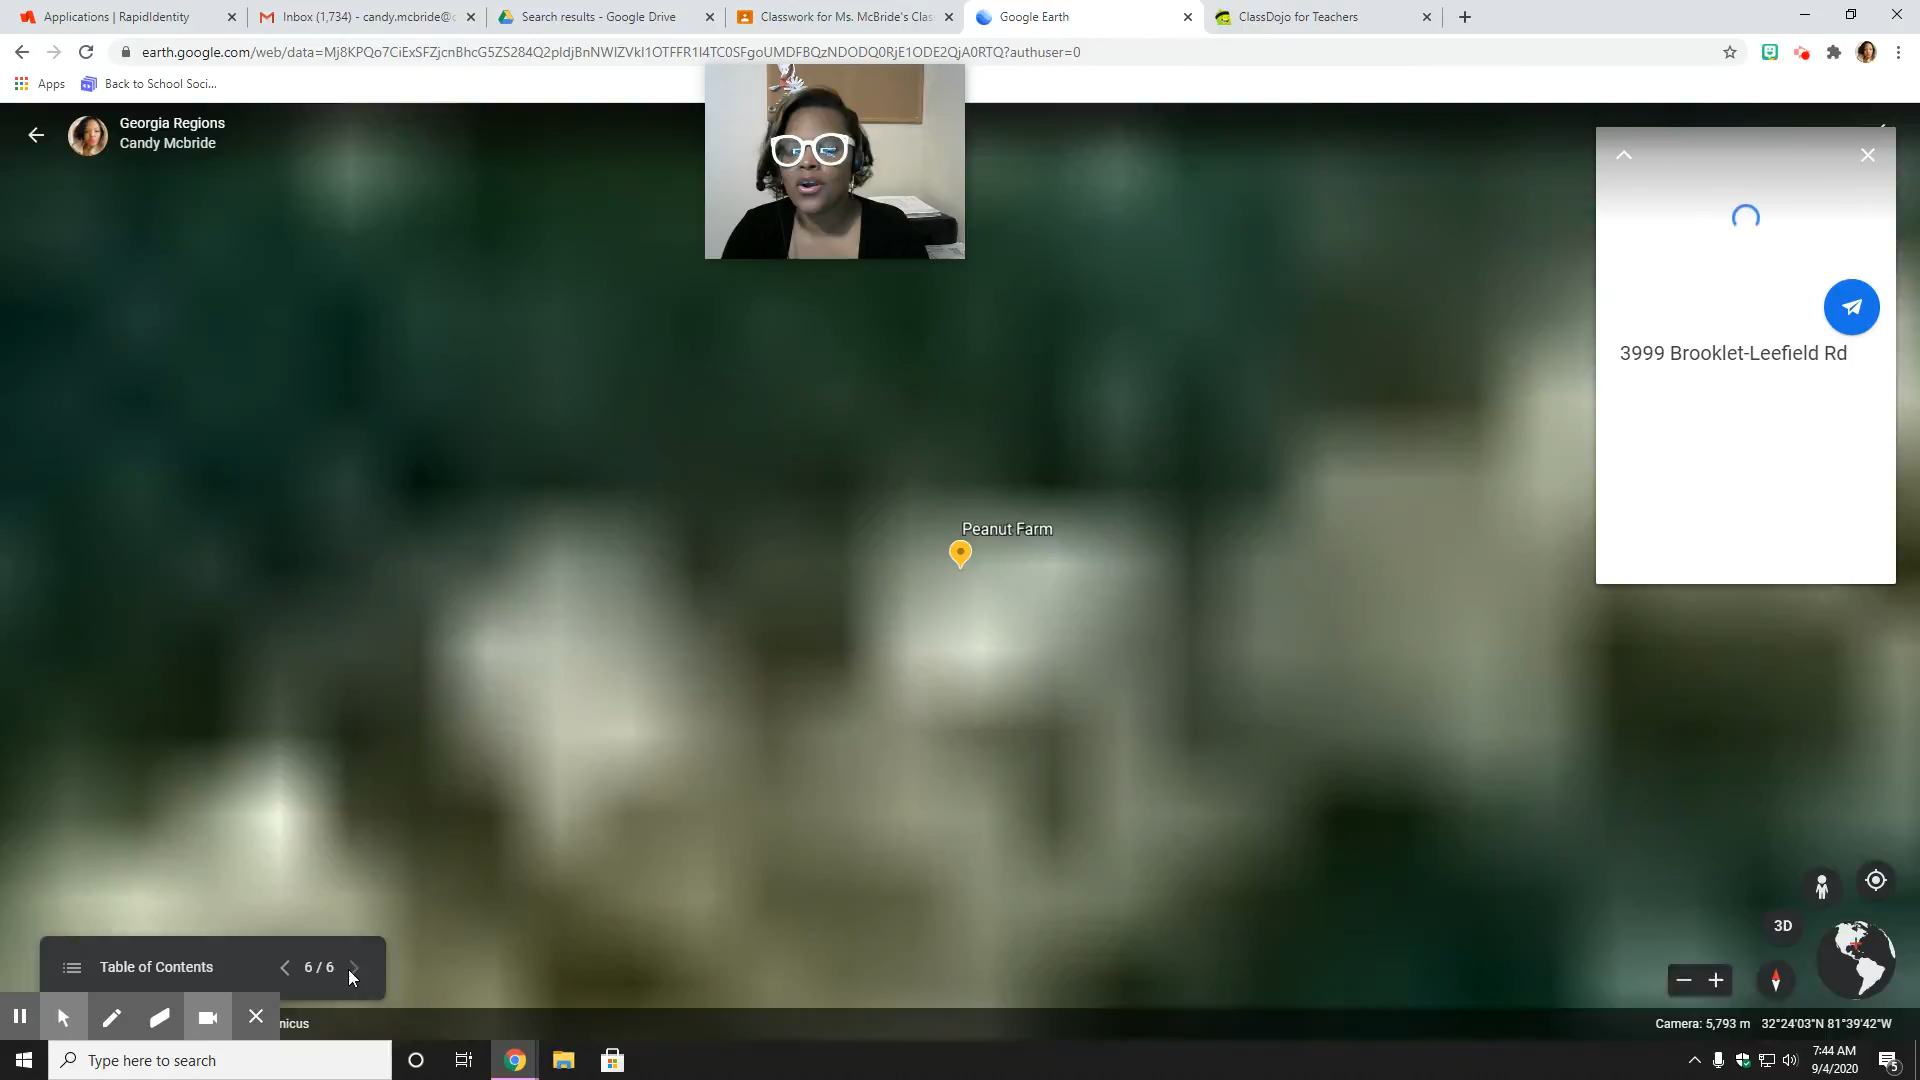 Applications | RapidIdentity
Inbox (1,734) - candy.mcbride@c
Search results - Google Drive
Classwork for Ms. McBride's Clas
Google Earth
ClassDojo for Teachers
earth.google.com/web/data=Mj8KPQo7CiExSFZjcnBhcG5ZS284Q2pIdjBnNWlZVkI1OTFFR1l4TC0SFgoUMDFBQzNDODQ0RjE1ODE2QjA0RTQ?authuser=0
Apps
Back to School Soci...
Georgia Regions
Candy Mcbride
3999 Brooklet-Leefield Rd
Peanut Farm
3D
Table of Contents
6 / 6
nicus
Camera: 5,793 m 32°24'03"N 81°39'42"W
Type here to search
7:44 AM
9/4/2020
5